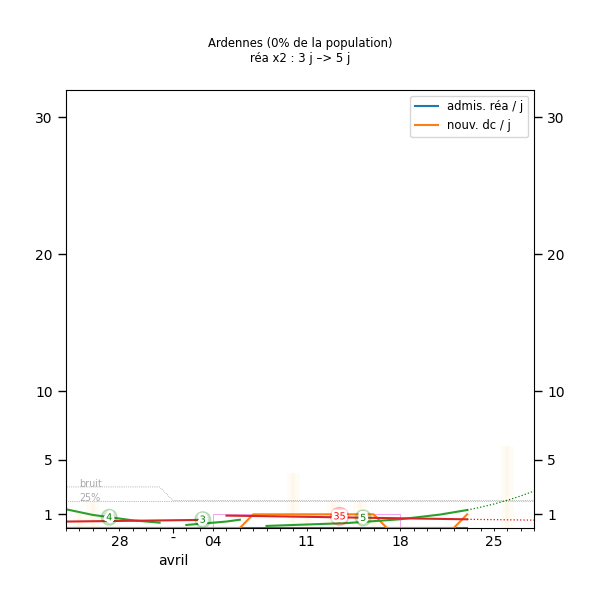 Ardennes (0% de la population)
réa x2 : 3 j –> 5 j
admis. réa / j
nouv. dc / j
30 30
20 20
10 10
5 5
bruit
25%
4 3 35 5
1 1
28 - 04 11 18 25
avril